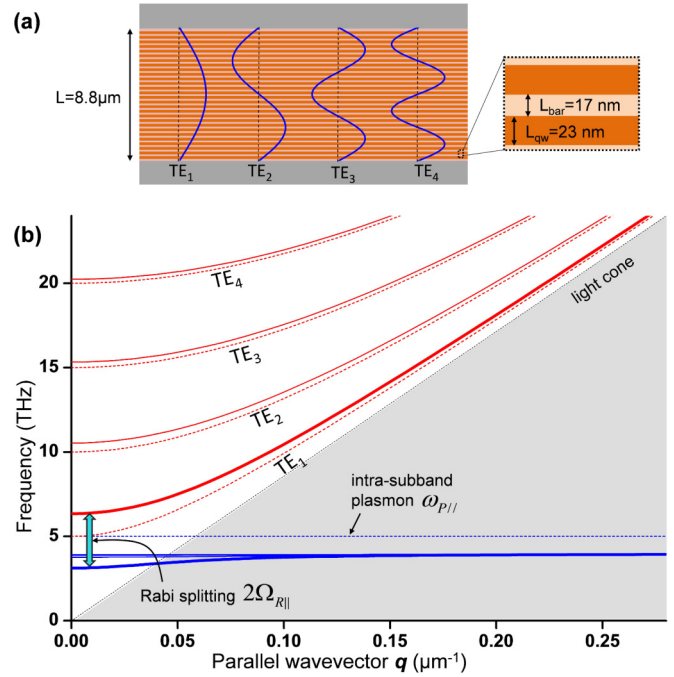 (a)
L=8.8µm
TE₁ TE₂ TE₃ TE₄
L_bar=17 nm
L_qw=23 nm
(b)
Frequency (THz)
20
15
10
5
0
TE₄
TE₃
TE₂
TE₁
light cone
intra-subband
plasmon ω_P//
Rabi splitting 2Ω_R||
0.00 0.05 0.10 0.15 0.20 0.25
Parallel wavevector q (µm⁻¹)